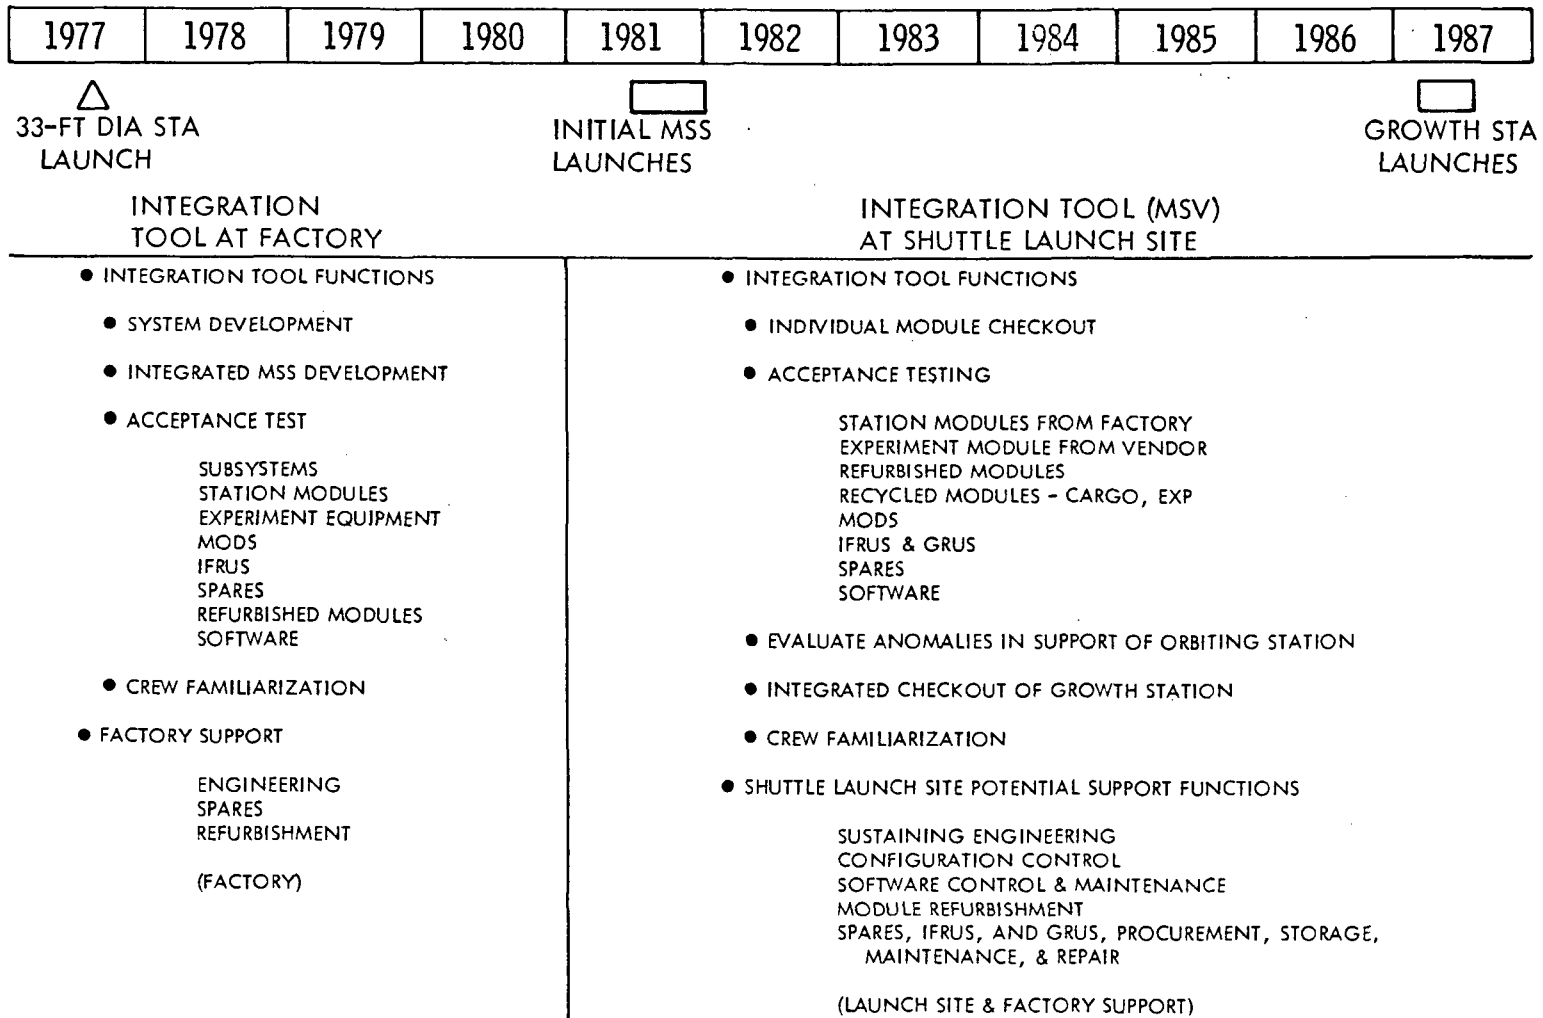 1977 1978 1979 1980 1981 1982 1983 1984 1985 1986 1987
33-FT DIA STA
LAUNCH
INITIAL MSS
LAUNCHES
GROWTH STA
LAUNCHES
INTEGRATION
TOOL AT FACTORY
● INTEGRATION TOOL FUNCTIONS
● SYSTEM DEVELOPMENT
● INTEGRATED MSS DEVELOPMENT
● ACCEPTANCE TEST
SUBSYSTEMS
STATION MODULES
EXPERIMENT EQUIPMENT
MODS
IFRUS
SPARES
REFURBISHED MODULES
SOFTWARE
● CREW FAMILIARIZATION
● FACTORY SUPPORT
ENGINEERING
SPARES
REFURBISHMENT
(FACTORY)
INTEGRATION TOOL (MSV)
AT SHUTTLE LAUNCH SITE
● INTEGRATION TOOL FUNCTIONS
● INDIVIDUAL MODULE CHECKOUT
● ACCEPTANCE TESTING
STATION MODULES FROM FACTORY
EXPERIMENT MODULE FROM VENDOR
REFURBISHED MODULES
RECYCLED MODULES - CARGO, EXP
MODS
IFRUS & GRUS
SPARES
SOFTWARE
● EVALUATE ANOMALIES IN SUPPORT OF ORBITING STATION
● INTEGRATED CHECKOUT OF GROWTH STATION
● CREW FAMILIARIZATION
● SHUTTLE LAUNCH SITE POTENTIAL SUPPORT FUNCTIONS
SUSTAINING ENGINEERING
CONFIGURATION CONTROL
SOFTWARE CONTROL & MAINTENANCE
MODULE REFURBISHMENT
SPARES, IFRUS, AND GRUS, PROCUREMENT, STORAGE,
MAINTENANCE, & REPAIR
(LAUNCH SITE & FACTORY SUPPORT)